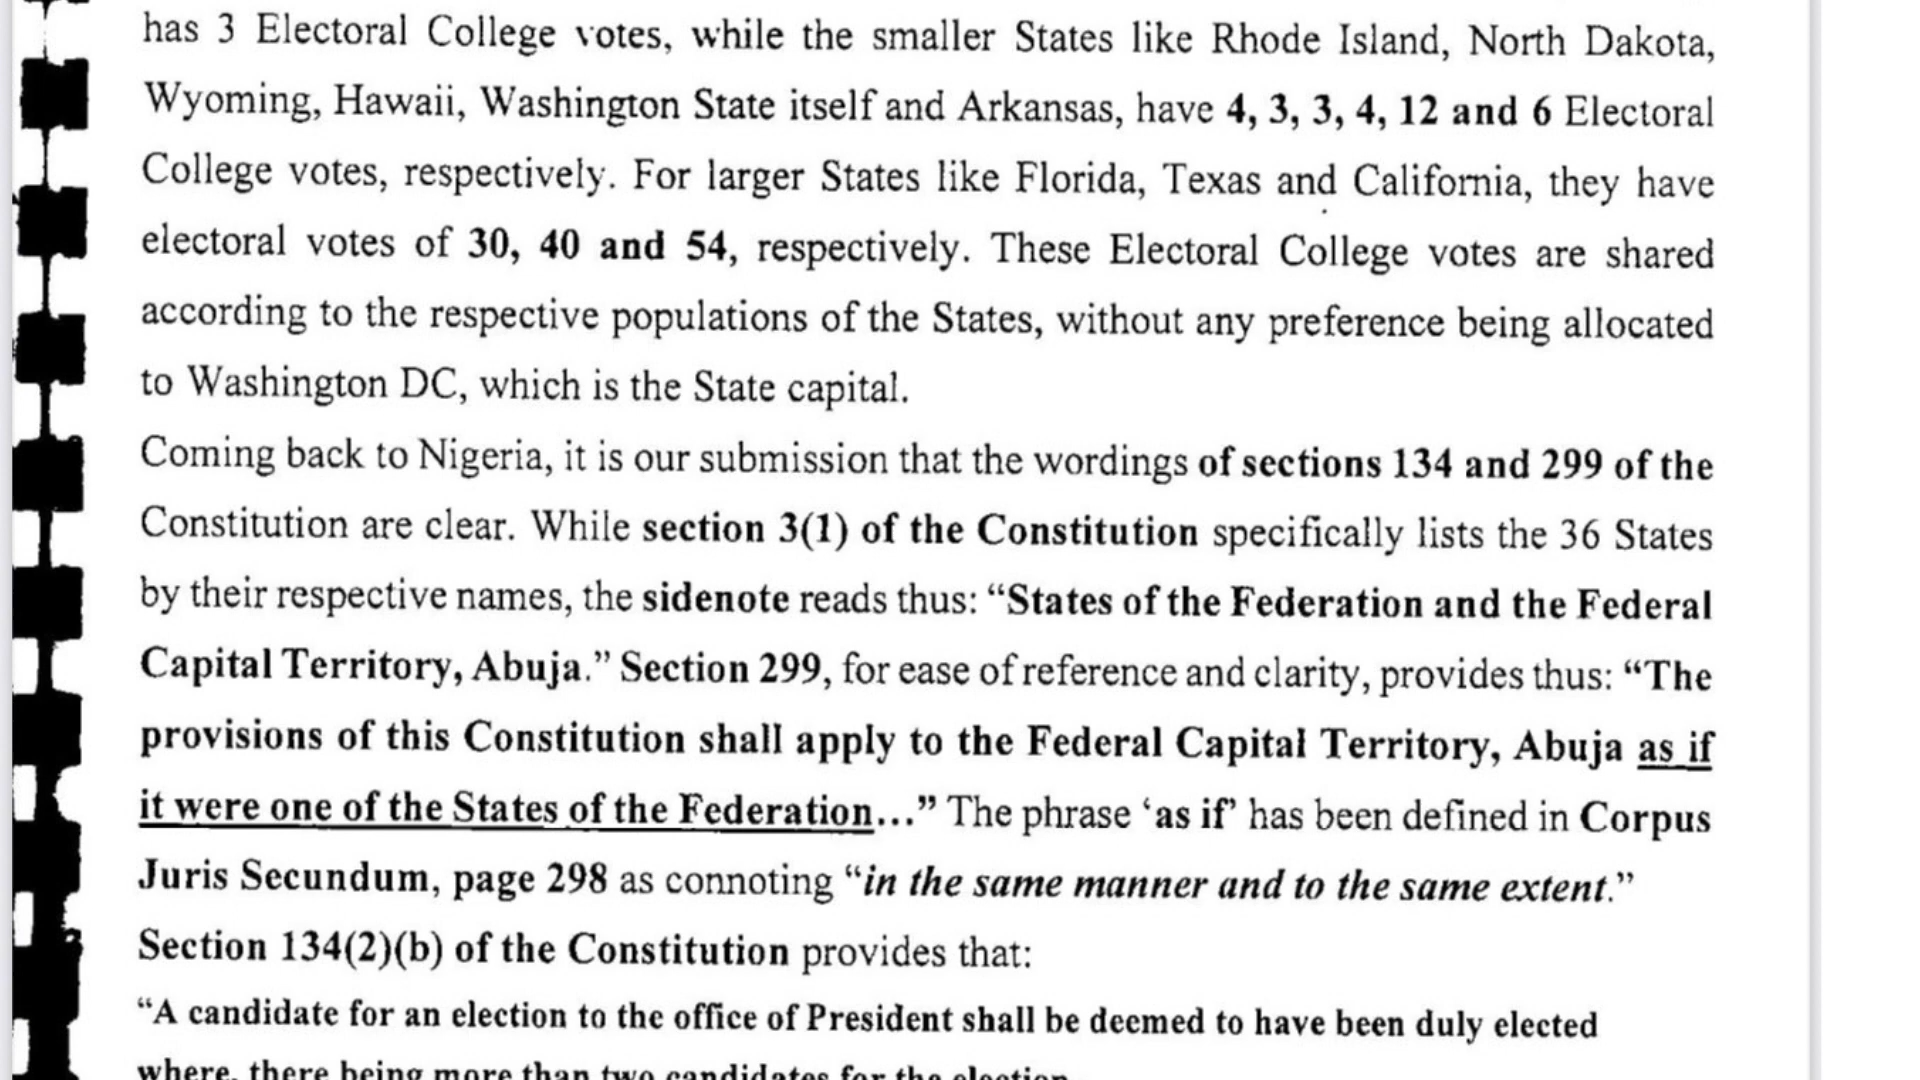 has 3 Electoral College votes, while the smaller States like Rhode Island, North Dakota,
Wyoming, Hawaii, Washington State itself and Arkansas, have 4, 3, 3, 4, 12 and 6 Electoral
College votes, respectively. For larger States like Florida, Texas and California, they have
electoral votes of 30, 40 and 54, respectively. These Electoral College votes are shared
according to the respective populations of the States, without any preference being allocated
to Washington DC, which is the State capital.
Coming back to Nigeria, it is our submission that the wordings of sections 134 and 299 of the
Constitution are clear. While section 3(1) of the Constitution specifically lists the 36 States
by their respective names, the sidenote reads thus: “States of the Federation and the Federal
Capital Territory, Abuja.” Section 299, for ease of reference and clarity, provides thus: “The
provisions of this Constitution shall apply to the Federal Capital Territory, Abuja as if
it were one of the States of the Federation...” The phrase ‘as if’ has been defined in Corpus
Juris Secundum, page 298 as connoting “in the same manner and to the same extent.”
Section 134(2)(b) of the Constitution provides that:
“A candidate for an election to the office of President shall be deemed to have been duly elected
where, there being more than two candidates for the election